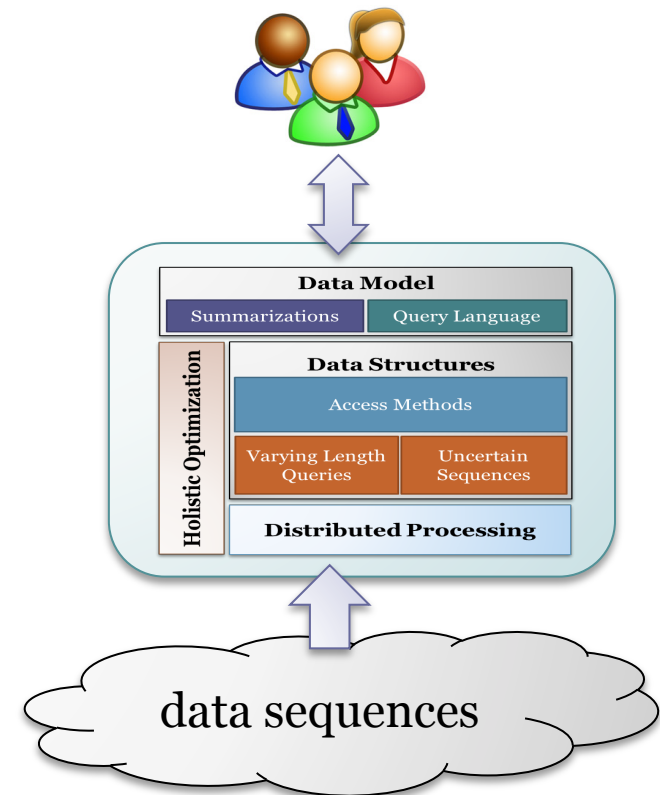 Data Model
Summarizations
Query Language
Holistic Optimization
Data Structures
Access Methods
Varying Length
Queries
Uncertain
Sequences
Distributed Processing
data sequences